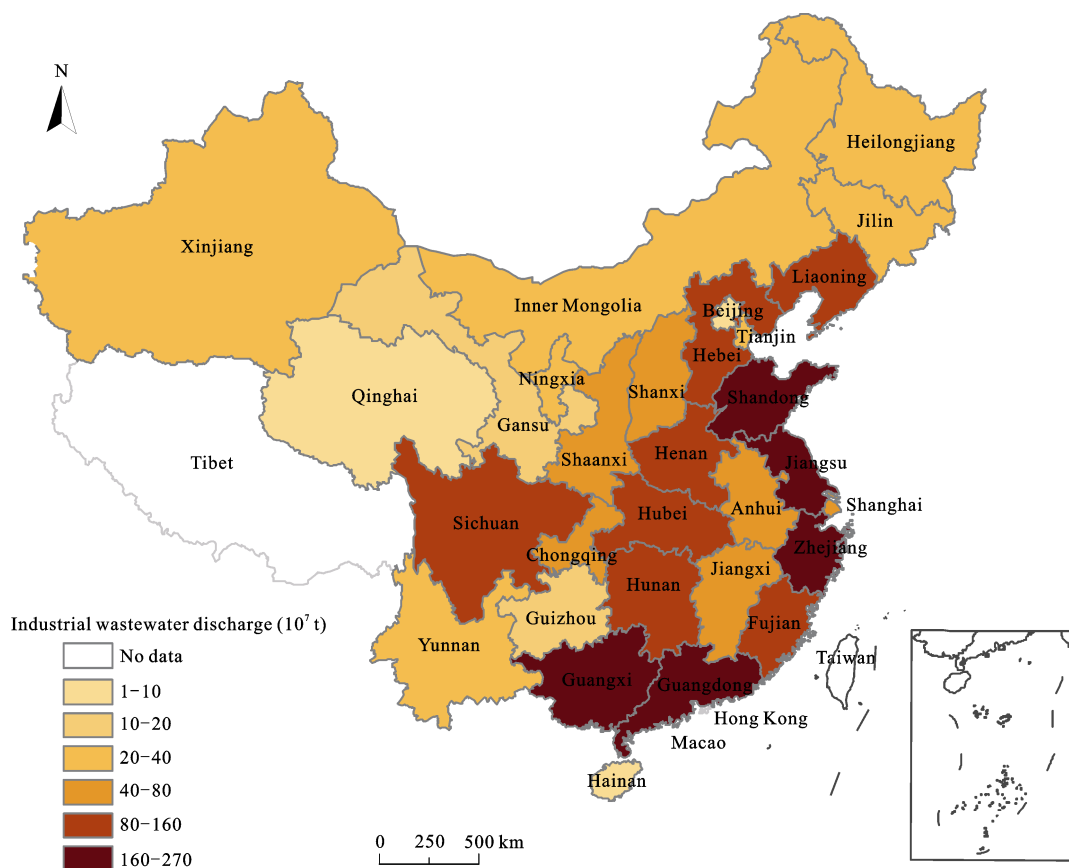 N
Heilongjiang
Jilin
Xinjiang
Liaoning
Inner Mongolia
Beijing
Tianjin
Hebei
Ningxia
Shanxi
Qinghai
Shandong
Gansu
Tibet
Shaanxi
Henan
Jiangsu
Anhui
Shanghai
Sichuan
Hubei
Zhejiang
Chongqing
Jiangxi
Hunan
Guizhou
Fujian
Industrial wastewater discharge (10⁷ t)
Yunnan
Taiwan
No data
Guangxi
Guangdong
1-10
Hong Kong
10-20
Macao
20-40
Hainan
40-80
80-160
0 250 500 km
160-270